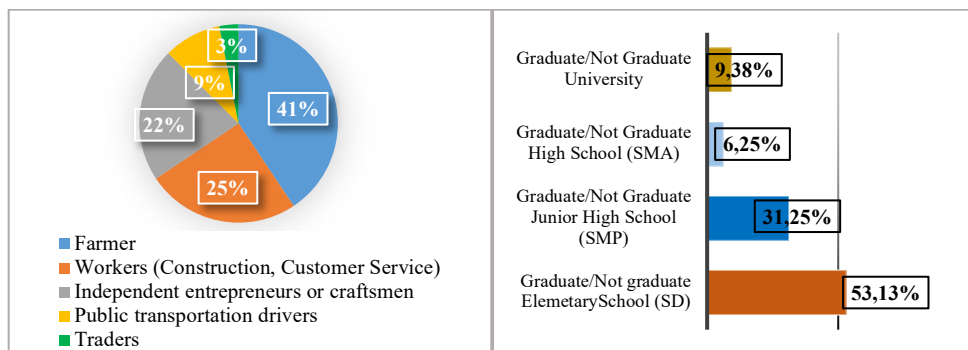 3%
9%
41%
22%
25%
Farmer
Workers (Construction, Customer Service)
Independent entrepreneurs or craftsmen
Public transportation drivers
Traders
Graduate/Not Graduate
University
9,38%
Graduate/Not Graduate
High School (SMA)
6,25%
Graduate/Not Graduate
Junior High School
(SMP)
31,25%
Graduate/Not graduate
ElemetarySchool (SD)
53,13%